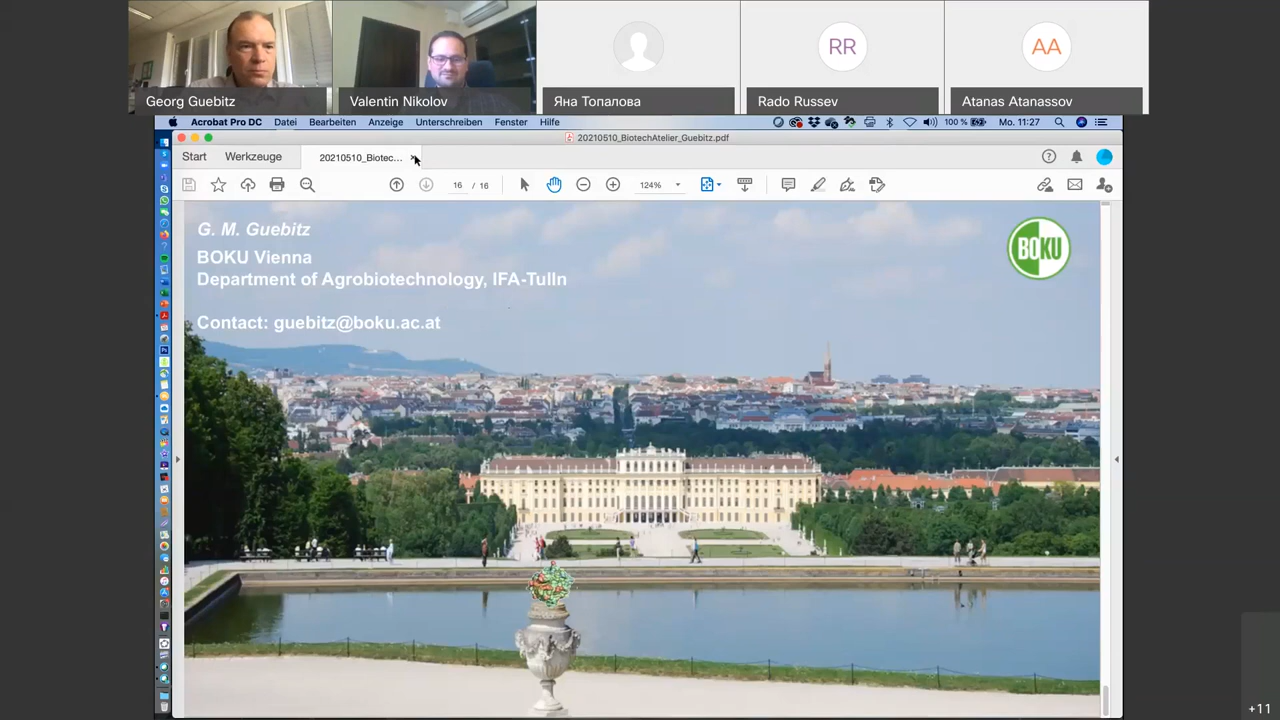 RR
AA
Georg Guebitz
Valentin Nikolov
Яна Топалова
Rado Russev
Atanas Atanassov
Acrobat Pro DC Datei Bearbeiten Anzeige Unterschreiben Fenster Hilfe 100 % Mo. 11:27
20210510_BiotechAtelier_Guebitz.pdf
Start Werkzeuge 20210510_Biotec...
16 / 16 124%
G. M. Guebitz
BOKU
BOKU Vienna
Department of Agrobiotechnology, IFA-Tulln
Contact: guebitz@boku.ac.at
+11